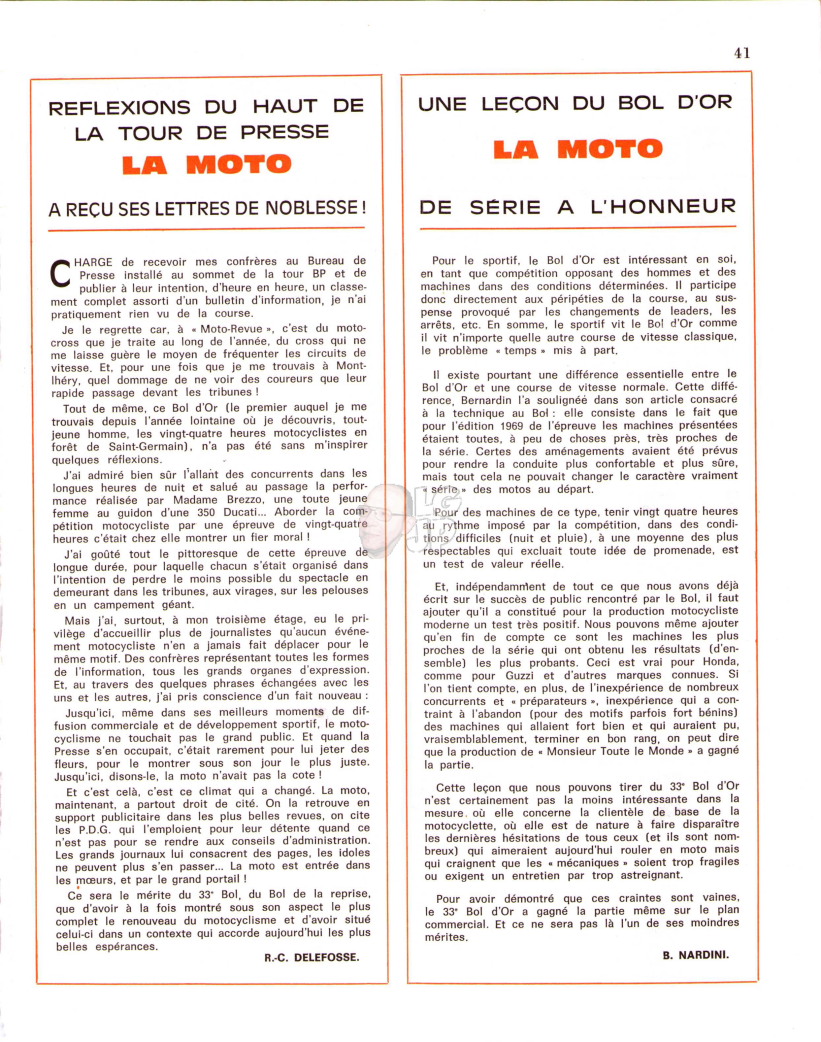 41
REFLEXIONS DU HAUT DE
LA TOUR DE PRESSE
LA MOTO
A REÇU SES LETTRES DE NOBLESSE !
CHARGE de recevoir mes confrères au Bureau de
Presse installé au sommet de la tour BP et de
publier à leur intention, d'heure en heure, un classe-
ment complet assorti d'un bulletin d'information, je n'ai
pratiquement rien vu de la course.
Je le regrette car, à « Moto-Revue », c'est du moto-
cross que je traite au long de l'année, du cross qui ne
me laisse guère le moyen de fréquenter les circuits de
vitesse. Et, pour une fois que je me trouvais à Mont-
lhéry, quel dommage de ne voir des coureurs que leur
rapide passage devant les tribunes !
Tout de même, ce Bol d'Or (le premier auquel je me
trouvais depuis l'année lointaine où je découvris, tout-
jeune homme, les vingt-quatre heures motocyclistes en
forêt de Saint-Germain), n'a pas été sans m'inspirer
quelques réflexions.
J'ai admiré bien sûr l'allant des concurrents dans les
longues heures de nuit et salué au passage la perfor-
mance réalisée par Madame Brezzo, une toute jeune
femme au guidon d'une 350 Ducati... Aborder la com-
pétition motocycliste par une épreuve de vingt-quatre
heures c'était chez elle montrer un fier moral !
J'ai goûté tout le pittoresque de cette épreuve de
longue durée, pour laquelle chacun s'était organisé dans
l'intention de perdre le moins possible du spectacle en
demeurant dans les tribunes, aux virages, sur les pelouses
en un campement géant.
Mais j'ai, surtout, à mon troisième étage, eu le pri-
vilège d'accueillir plus de journalistes qu'aucun événe-
ment motocycliste n'en a jamais fait déplacer pour le
même motif. Des confrères représentant toutes les formes
de l'information, tous les grands organes d'expression.
Et, au travers des quelques phrases échangées avec les
uns et les autres, j'ai pris conscience d'un fait nouveau :
Jusqu'ici, même dans ses meilleurs moments de dif-
fusion commerciale et de développement sportif, le moto-
cyclisme ne touchait pas le grand public. Et quand la
Presse s'en occupait, c'était rarement pour lui jeter des
fleurs, pour le montrer sous son jour le plus juste.
Jusqu'ici, disons-le, la moto n'avait pas la cote !
Et c'est celà, c'est ce climat qui a changé. La moto,
maintenant, a partout droit de cité. On la retrouve en
support publicitaire dans les plus belles revues, on cite
les P.D.G. qui l'emploient pour leur détente quand ce
n'est pas pour se rendre aux conseils d'administration.
Les grands journaux lui consacrent des pages, les idoles
ne peuvent plus s'en passer... La moto est entrée dans
les mœurs, et par le grand portail !
Ce sera le mérite du 33e Bol, du Bol de la reprise,
que d'avoir à la fois montré sous son aspect le plus
complet le renouveau du motocyclisme et d'avoir situé
celui-ci dans un contexte qui accorde aujourd'hui les plus
belles espérances.
R.-C. DELEFOSSE.
UNE LEÇON DU BOL D'OR
LA MOTO
DE SÉRIE A L'HONNEUR
Pour le sportif, le Bol d'Or est intéressant en soi,
en tant que compétition opposant des hommes et des
machines dans des conditions déterminées. Il participe
donc directement aux péripéties de la course, au sus-
pense provoqué par les changements de leaders, les
arrêts, etc. En somme, le sportif vit le Bol d'Or comme
il vit n'importe quelle autre course de vitesse classique,
le problème « temps » mis à part.
Il existe pourtant une différence essentielle entre le
Bol d'Or et une course de vitesse normale. Cette diffé-
rence, Bernardin l'a soulignéé dans son article consacré
à la technique au Bol : elle consiste dans le fait que
pour l'édition 1969 de l'épreuve les machines présentées
étaient toutes, à peu de choses près, très proches de
la série. Certes des aménagements avaient été prévus
pour rendre la conduite plus confortable et plus sûre,
mais tout cela ne pouvait changer le caractère vraiment
« série » des motos au départ.
Pour des machines de ce type, tenir vingt quatre heures
au rythme imposé par la compétition, dans des condi-
tions difficiles (nuit et pluie), à une moyenne des plus
respectables qui excluait toute idée de promenade, est
un test de valeur réelle.
Et, indépendamment de tout ce que nous avons déjà
écrit sur le succès de public rencontré par le Bol, il faut
ajouter qu'il a constitué pour la production motocycliste
moderne un test très positif. Nous pouvons même ajouter
qu'en fin de compte ce sont les machines les plus
proches de la série qui ont obtenu les résultats (d'en-
semble) les plus probants. Ceci est vrai pour Honda,
comme pour Guzzi et d'autres marques connues. Si
l'on tient compte, en plus, de l'inexpérience de nombreux
concurrents et « préparateurs », inexpérience qui a con-
traint à l'abandon (pour des motifs parfois fort bénins)
des machines qui allaient fort bien et qui auraient pu,
vraisemblablement, terminer en bon rang, on peut dire
que la production de « Monsieur Toute le Monde » a gagné
la partie.
Cette leçon que nous pouvons tirer du 33e Bol d'Or
n'est certainement pas la moins intéressante dans la
mesure où elle concerne la clientèle de base de la
motocyclette, où elle est de nature à faire disparaître
les dernières hésitations de tous ceux (et ils sont nom-
breux) qui aimeraient aujourd'hui rouler en moto mais
qui craignent que les « mécaniques » soient trop fragiles
ou exigent un entretien par trop astreignant.
Pour avoir démontré que ces craintes sont vaines,
le 33e Bol d'Or a gagné la partie même sur le plan
commercial. Et ce ne sera pas là l'un de ses moindres
mérites.
B. NARDINI.